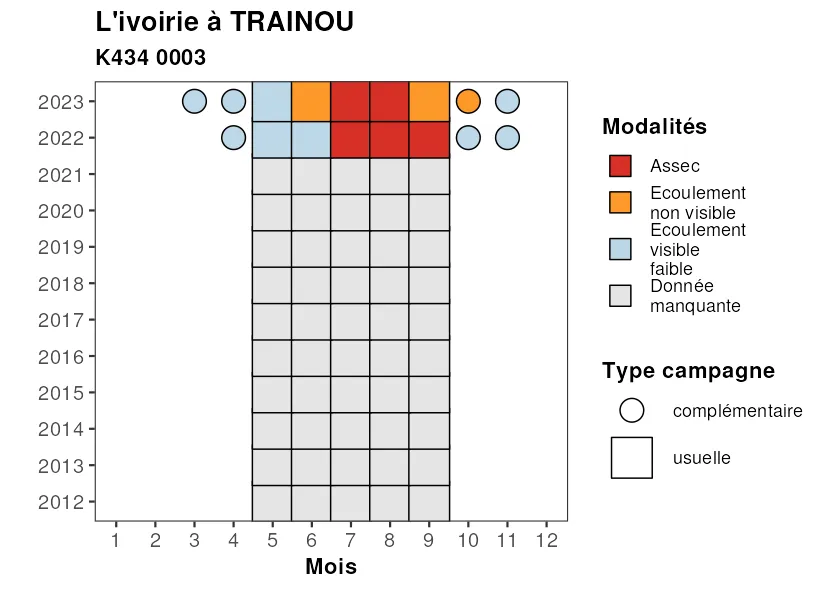 L'ivoirie à TRAINOU
K434 0003
2023
2022
2021
2020
2019
2018
2017
2016
2015
2014
2013
2012
1 2 3 4 5 6 7 8 9 10 11 12
Mois
Modalités
Assec
Ecoulement
non visible
Ecoulement
visible
faible
Donnée
manquante
Type campagne
complémentaire
usuelle